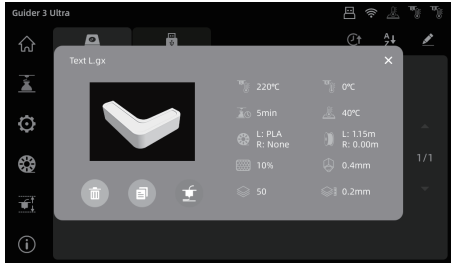 Guider 3 Ultra
Text L.gx
220℃
0℃
5min
40℃
L: PLA
R: None
L: 1.15m
R: 0.00m
10%
0.4mm
50
0.2mm
1/1